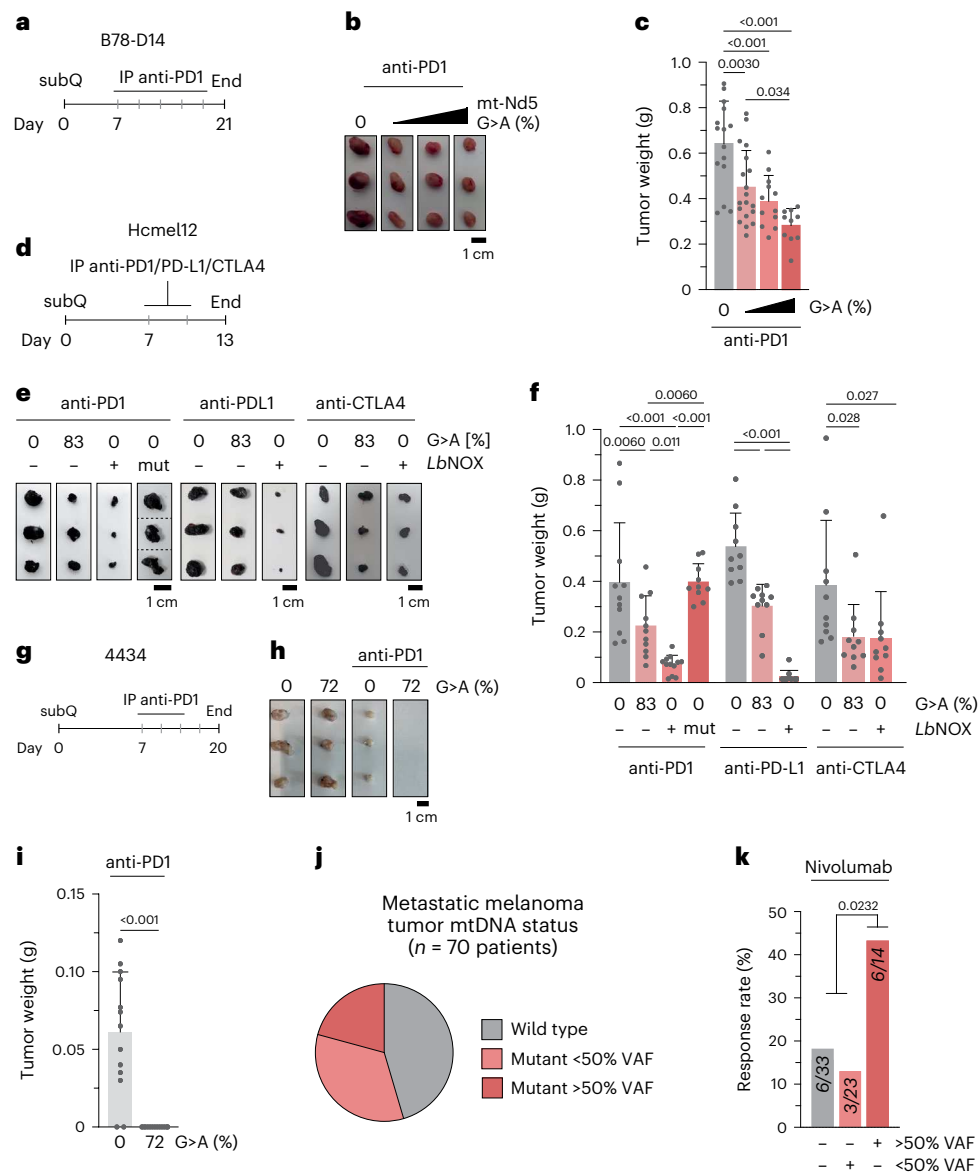 a
B78-D14
subQ IP anti-PD1 End
Day 0 7 21
b
anti-PD1
0 mt-Nd5 G>A (%)
1 cm
c
<0.001
<0.001
0.0030
0.034
Tumor weight (g)
1.0
0.8
0.6
0.4
0.2
0
0 G>A (%)
anti-PD1
d
Hcmel12
IP anti-PD1/PD-L1/CTLA4
subQ End
Day 0 7 13
e
anti-PD1 anti-PDL1 anti-CTLA4
0 83 0 0 0 83 0 0 83 0 G>A [%]
– – + mut – – + – – + LbNOX
1 cm 1 cm 1 cm
f
0.0060
<0.001 <0.001
0.0060 0.011
<0.001
0.027
0.028
Tumor weight (g)
1.0
0.8
0.6
0.4
0.2
0
0 83 0 0 0 83 0 0 83 0 G>A (%)
– – + mut – – + – – + LbNOX
anti-PD1 anti-PD-L1 anti-CTLA4
g
4434
subQ IP anti-PD1 End
Day 0 7 20
h
anti-PD1
0 72 0 72 G>A (%)
1 cm
i
anti-PD1
<0.001
Tumor weight (g)
0.15
0.10
0.05
0
0 72 G>A (%)
j
Metastatic melanoma
tumor mtDNA status
(n = 70 patients)
Wild type
Mutant <50% VAF
Mutant >50% VAF
k
Nivolumab
0.0232
Response rate (%)
50
40
30
20
10
0
6/33 3/23 6/14
– – + >50% VAF
– + – <50% VAF